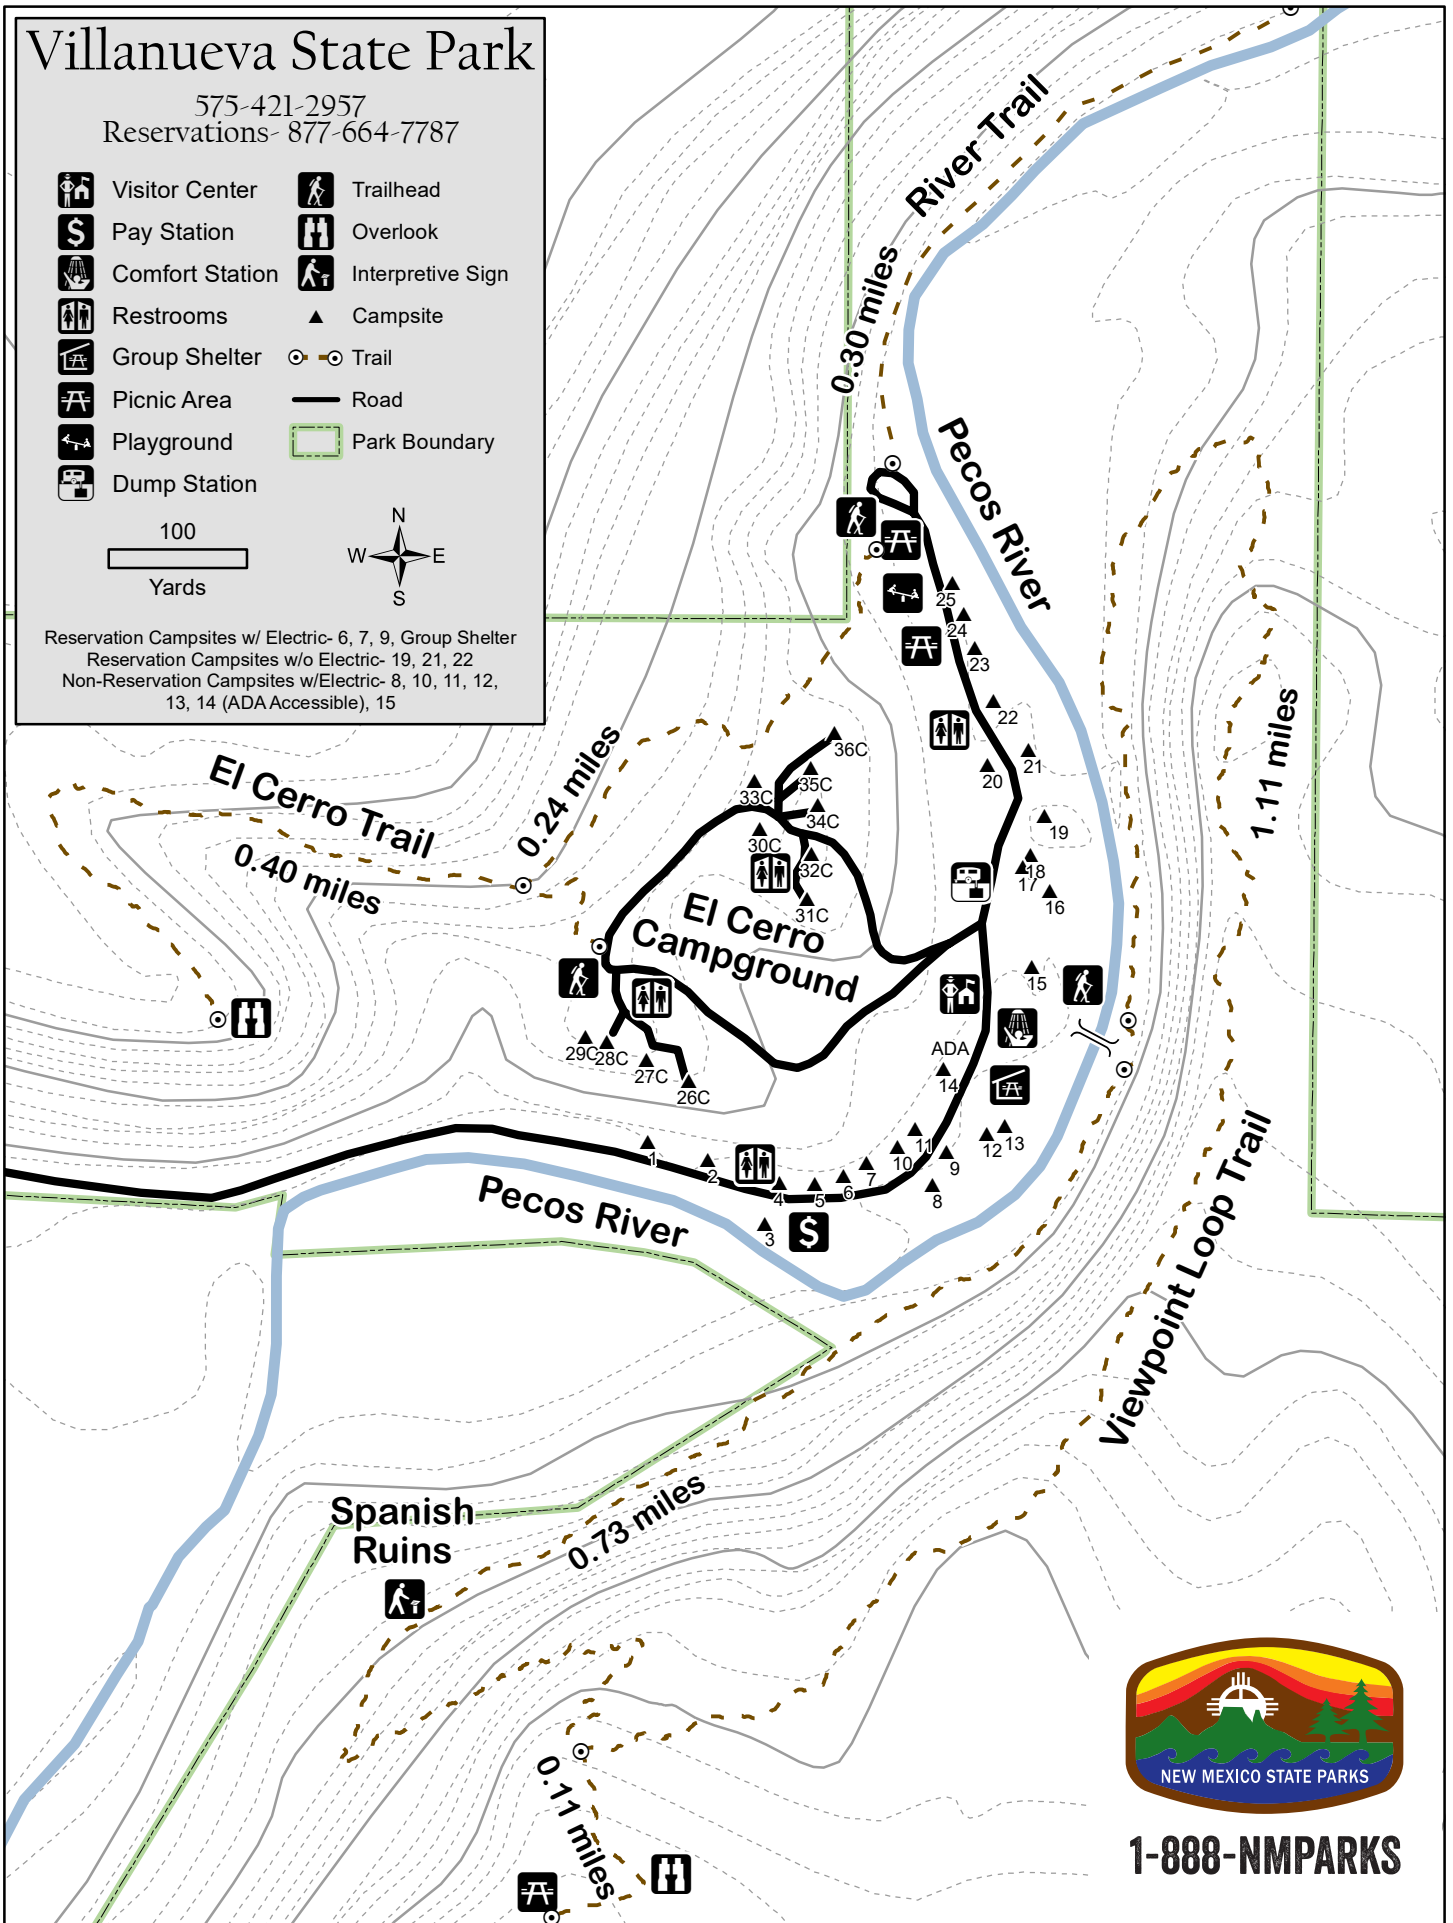 Villanueva State Park
575-421-2957
Reservations- 877-664-7787
Visitor Center
Pay Station
Comfort Station
Restrooms
Group Shelter
Picnic Area
Playground
Dump Station
Trailhead
Overlook
Interpretive Sign
Campsite
Trail
Road
Park Boundary
100
Yards
N
W E
S
Reservation Campsites w/ Electric- 6, 7, 9, Group Shelter
Reservation Campsites w/o Electric- 19, 21, 22
Non-Reservation Campsites w/Electric- 8, 10, 11, 12,
13, 14 (ADA Accessible), 15
River Trail
0.30 miles
Pecos River
25
24
23
22
21
20
19
18
17
16
15
1.11 miles
El Cerro Trail
0.40 miles
0.24 miles
36C
35C
33C
34C
30C
32C
31C
El Cerro
Campground
29C
28C
27C
26C
ADA
14
13
12
11
10
9
8
7
6
5
4
3
2
1
$
Pecos River
Viewpoint Loop Trail
Spanish
Ruins
0.73 miles
0.11 miles
NEW MEXICO STATE PARKS
1-888-NMPARKS